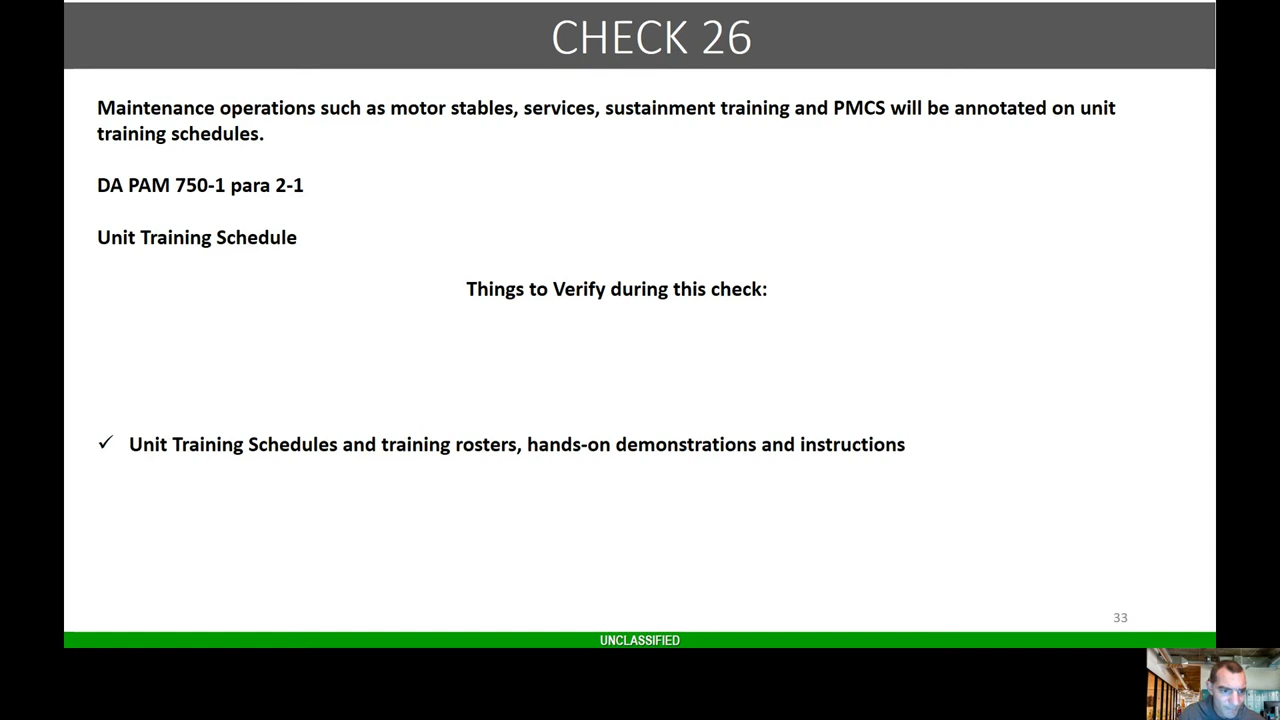 CHECK 26
Maintenance operations such as motor stables, services, sustainment training and PMCS will be annotated on unit
training schedules.
DA PAM 750-1 para 2-1
Unit Training Schedule
Things to Verify during this check:
✓ Unit Training Schedules and training rosters, hands-on demonstrations and instructions
33
UNCLASSIFIED